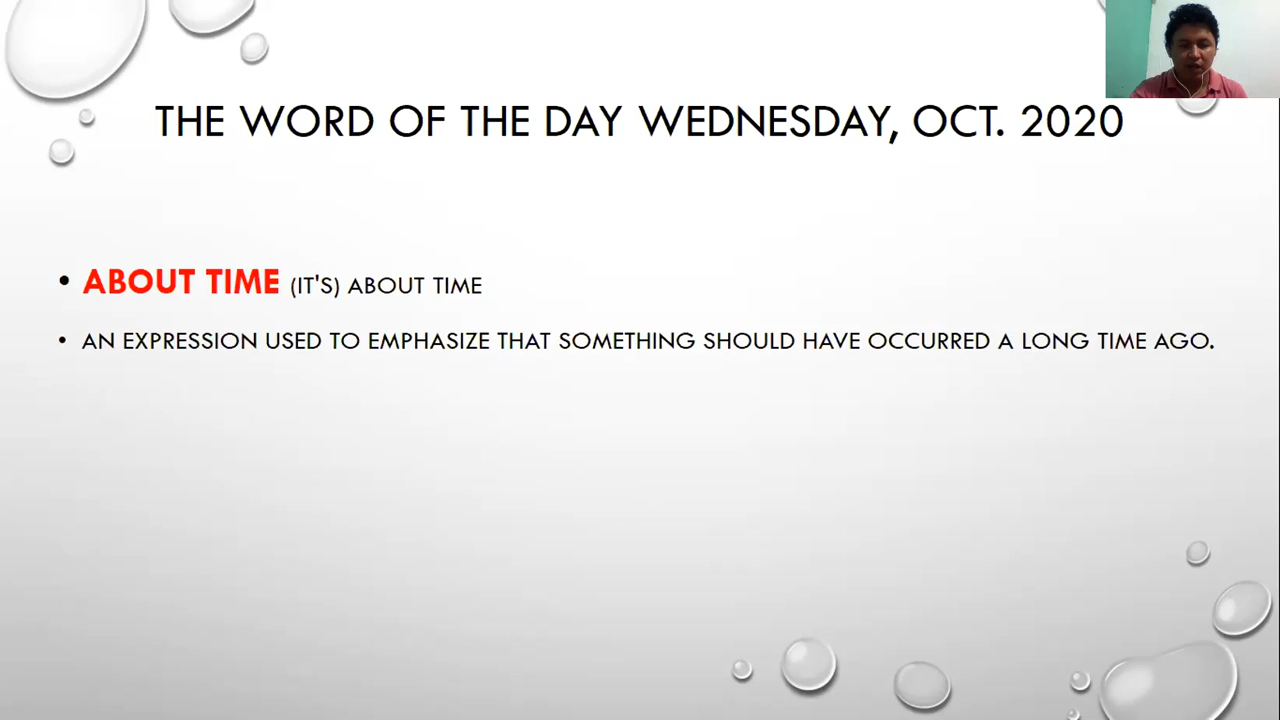 THE WORD OF THE DAY WEDNESDAY, OCT. 2020
• ABOUT TIME (IT'S) ABOUT TIME
• AN EXPRESSION USED TO EMPHASIZE THAT SOMETHING SHOULD HAVE OCCURRED A LONG TIME AGO.